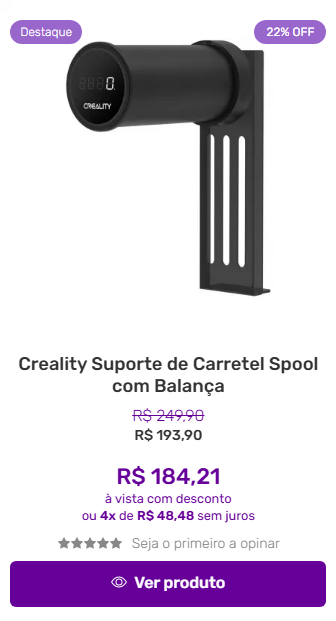 Destaque
22% OFF
0.
CREALITY
Creality Suporte de Carretel Spool
com Balança
R$ 249,90
R$ 193,90
R$ 184,21
à vista com desconto
ou 4x de R$ 48,48 sem juros
Seja o primeiro a opinar
Ver produto